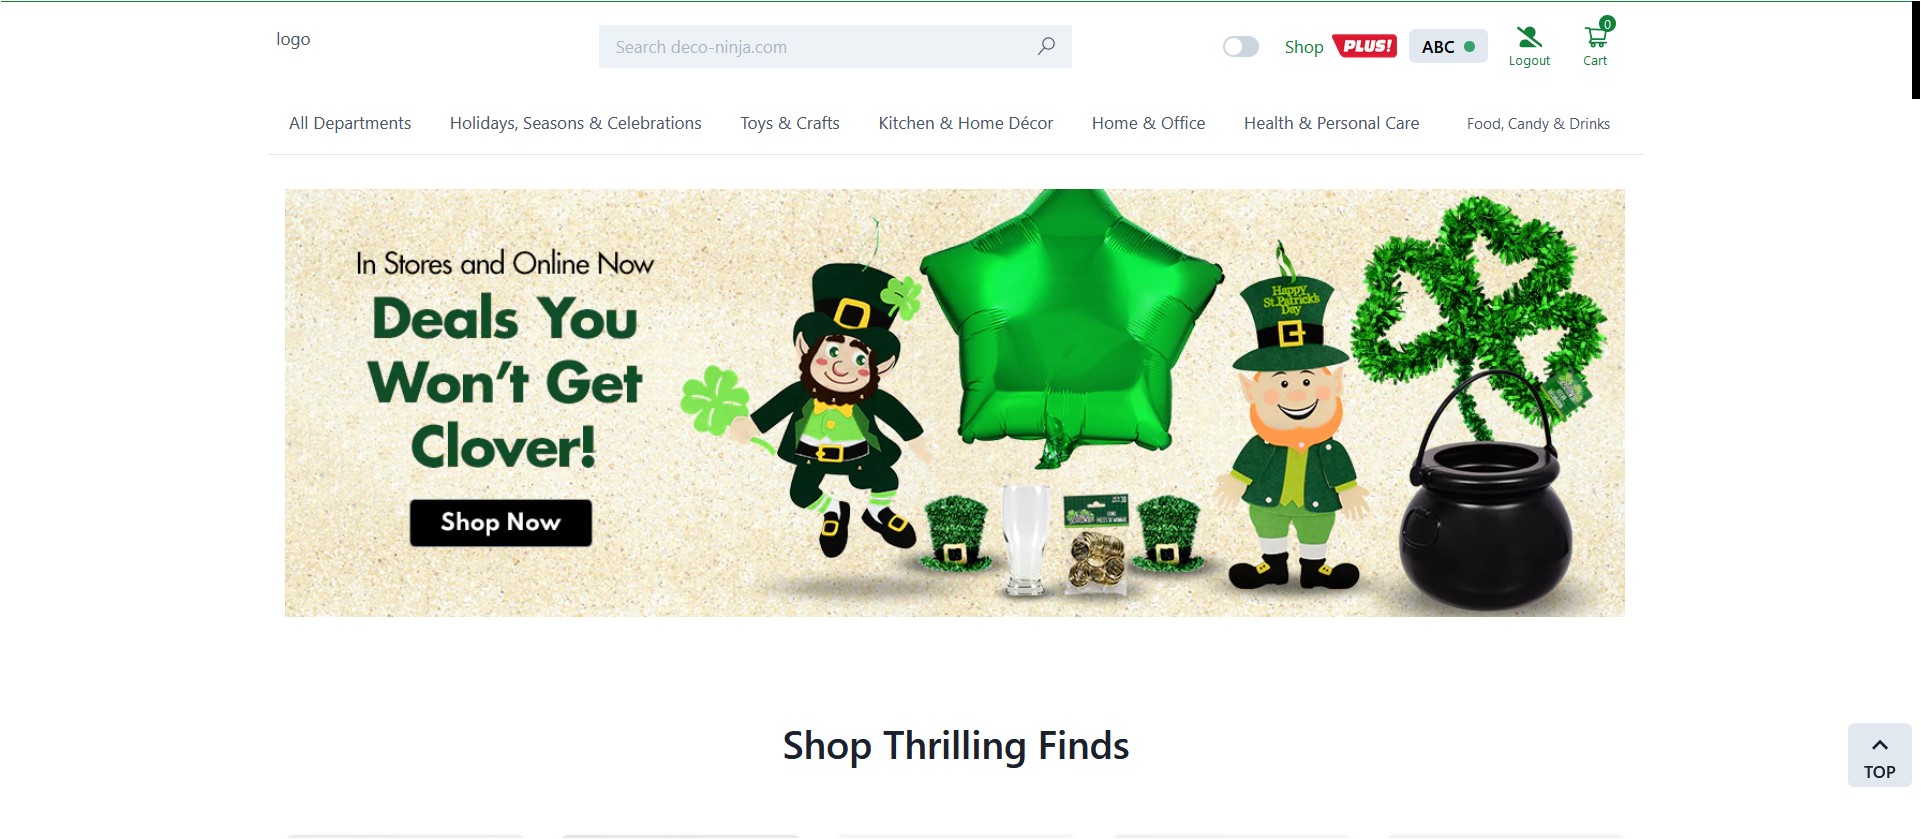 logo
Search deco-ninja.com
Shop PLUS!
ABC
Logout
0
Cart
All Departments
Holidays, Seasons & Celebrations
Toys & Crafts
Kitchen & Home Décor
Home & Office
Health & Personal Care
Food, Candy & Drinks
In Stores and Online Now
Deals You
Won't Get
Clover!
Shop Now
Happy
St. Patrick's
Day
Shop Thrilling Finds
TOP